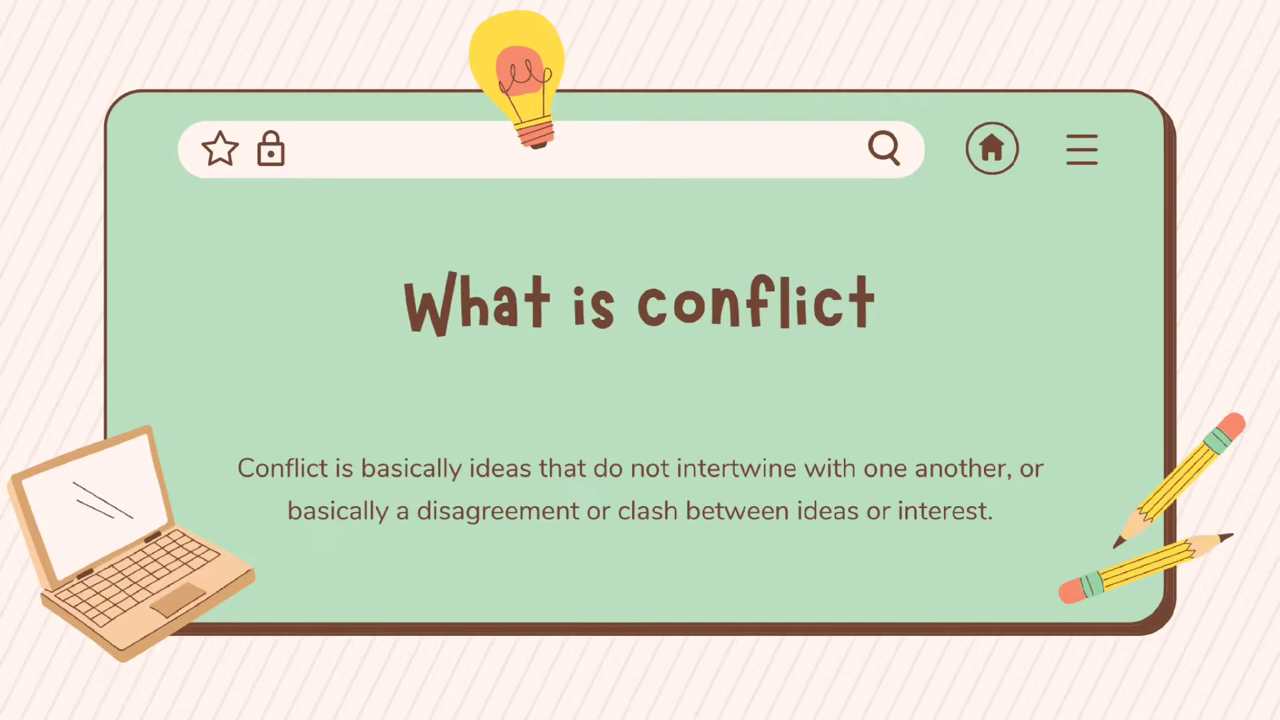 What is conflict
Conflict is basically ideas that do not intertwine with one another, or
basically a disagreement or clash between ideas or interest.